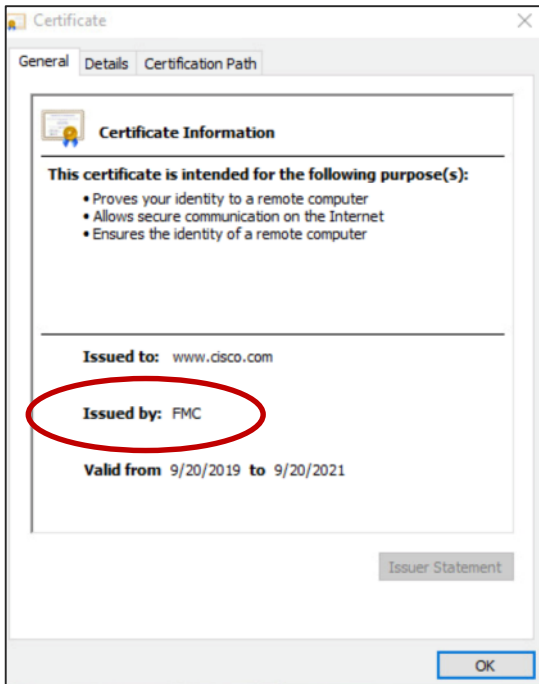 Certificate
General Details Certification Path
Certificate Information
This certificate is intended for the following purpose(s):
• Proves your identity to a remote computer
• Allows secure communication on the Internet
• Ensures the identity of a remote computer
Issued to: www.cisco.com
Issued by: FMC
Valid from 9/20/2019 to 9/20/2021
Issuer Statement
OK